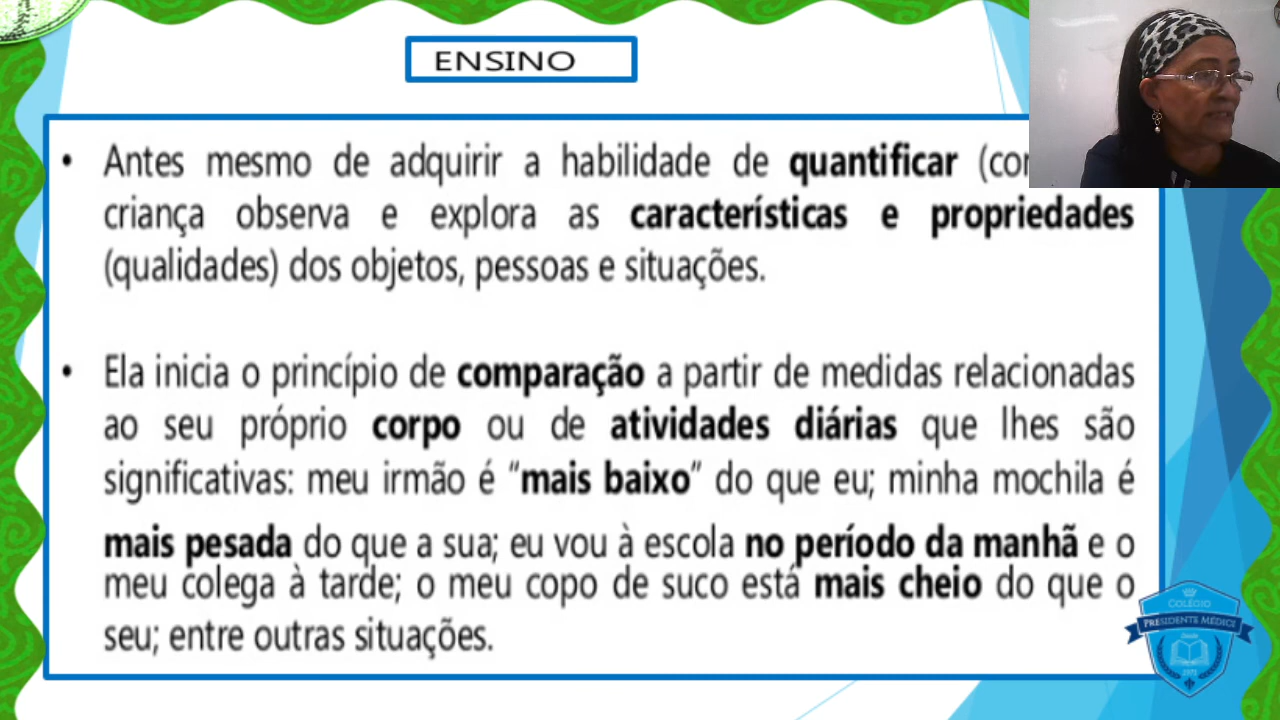 ENSINO
• Antes mesmo de adquirir a habilidade de quantificar
criança observa e explora as características e propriedades
(qualidades) dos objetos, pessoas e situações.
• Ela inicia o princípio de comparação a partir de medidas relacionadas
ao seu próprio corpo ou de atividades diárias que lhes são
significativas: meu irmão é “mais baixo” do que eu; minha mochila é
mais pesada do que a sua; eu vou à escola no período da manhã e o
meu colega à tarde; o meu copo de suco está mais cheio do que o
seu; entre outras situações.
COLÉGIO
PRESIDENTE MÉDICI
Desde
1975